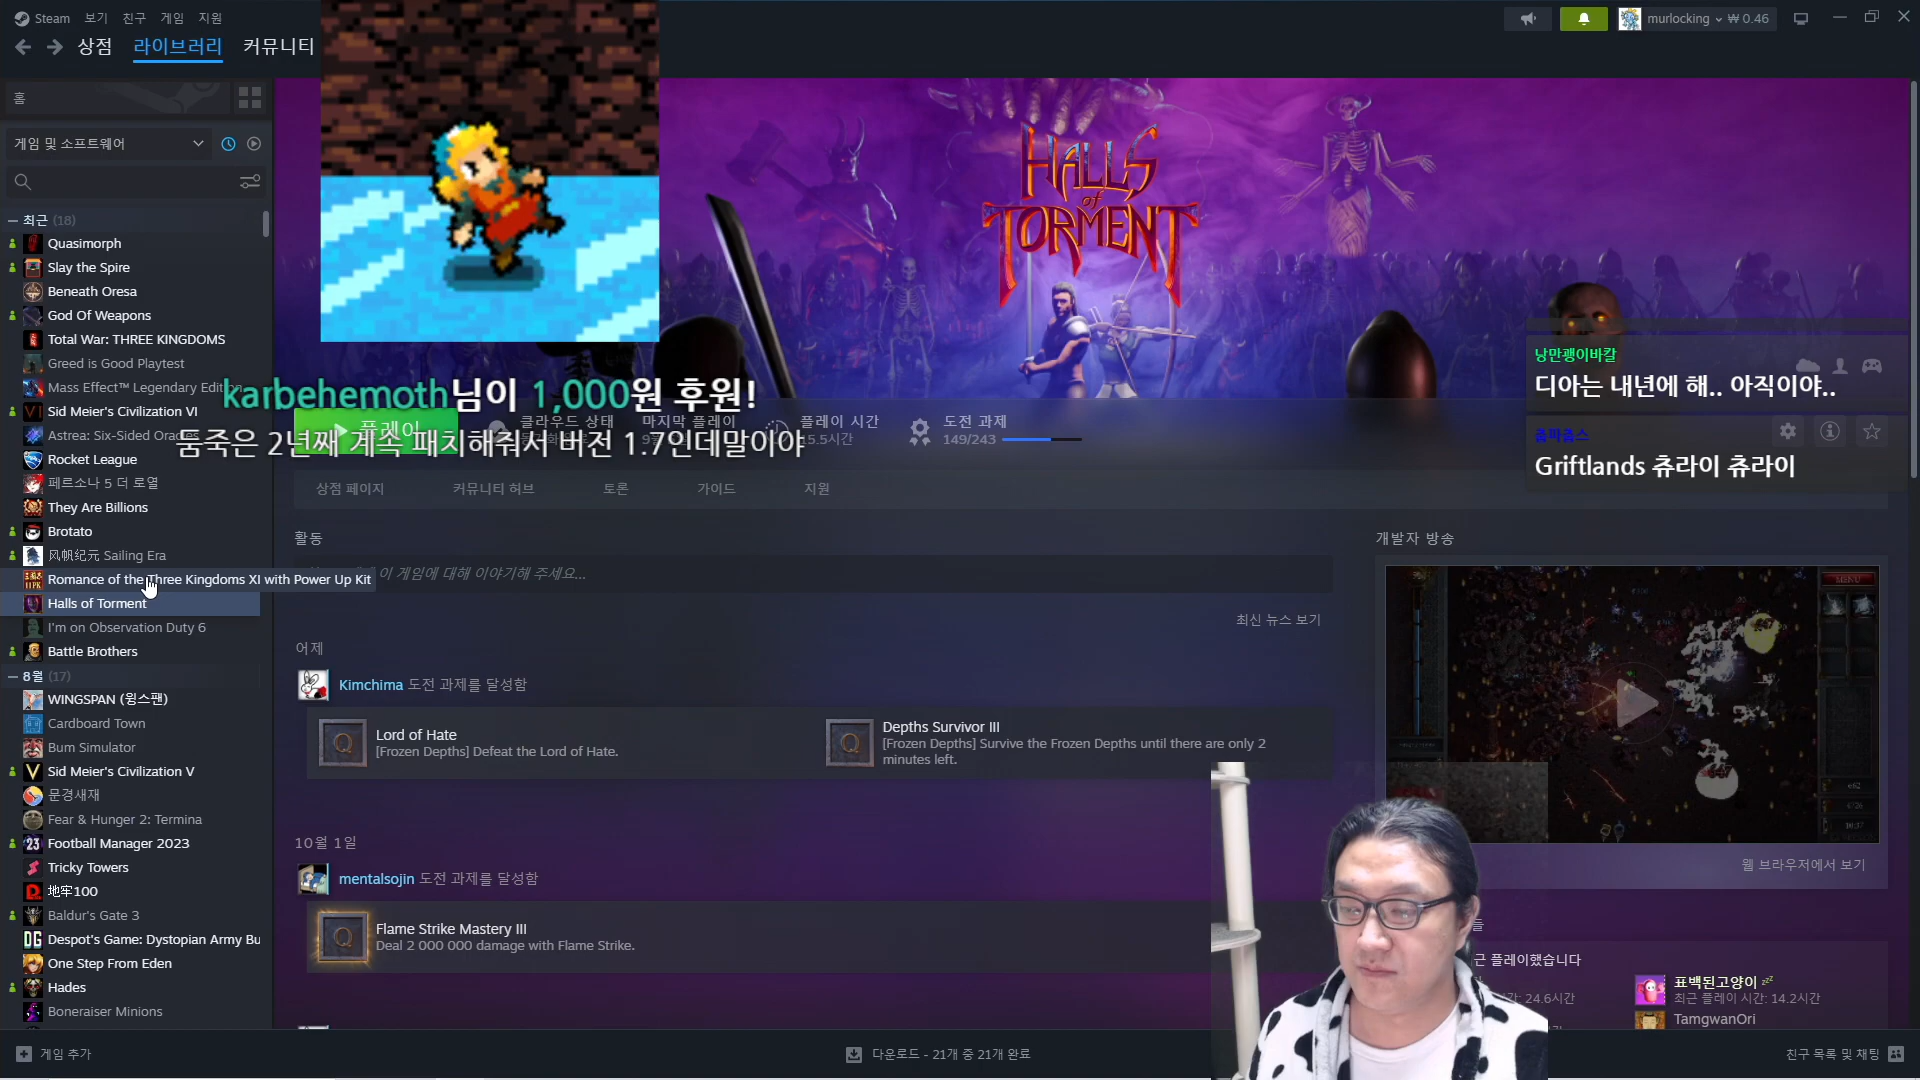 Steam 보기 친구 게임 지원
murlocking ₩ 0.46
상점 라이브러리 커뮤니티
홈
게임 및 소프트웨어
최근 (18)
Quasimorph
Slay the Spire
Beneath Oresa
God Of Weapons
Total War: THREE KINGDOMS
Greed is Good Playtest
Mass Effect™ Legendary Edition
Sid Meier's Civilization VI
Astrea: Six-Sided Oracles
Rocket League
페르소나 5 더 로열
They Are Billions
Brotato
风帆纪元 Sailing Era
Romance of the Three Kingdoms XI with Power Up Kit
Halls of Torment
I'm on Observation Duty 6
Battle Brothers
8월 (17)
WINGSPAN (윙스팬)
Cardboard Town
Bum Simulator
Sid Meier's Civilization V
문경새재
Fear & Hunger 2: Termina
Football Manager 2023
Tricky Towers
地牢100
Baldur's Gate 3
Despot's Game: Dystopian Army Bu
One Step From Eden
Hades
Boneraiser Minions
게임 추가
HALLS
of
TORMENT
karbehemoth님이 1,000원 후원!
둠죽은 2년째 계속 패치해줘서 버전 1.7인데말이야
플레이
클라우드 상태
마지막 플레이
플레이 시간
15.5시간
도전 과제
149/243
낭만괭이바칼
디아는 내년에 해.. 아직이야..
Griftlands 츄라이 츄라이
상점 페이지 커뮤니티 허브 토론 가이드 지원
활동
이 게임에 대해 이야기해 주세요...
최신 뉴스 보기
어제
Kimchima 도전 과제를 달성함
Lord of Hate
[Frozen Depths] Defeat the Lord of Hate.
Depths Survivor III
[Frozen Depths] Survive the Frozen Depths until there are only 2
minutes left.
10월 1일
mentalsojin 도전 과제를 달성함
Flame Strike Mastery III
Deal 2 000 000 damage with Flame Strike.
개발자 방송
MENU
웹 브라우저에서 보기
근 플레이했습니다
간: 24.6시간
표백된고양이 zzz
최근 플레이 시간: 14.2시간
TamgwanOri
다운로드 - 21개 중 21개 완료
친구 목록 및 채팅